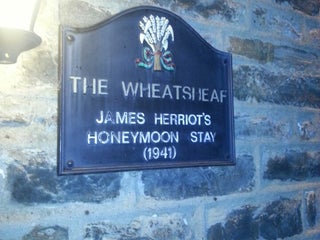 THE WHEATSHEAF
JAMES HERRIOT'S
HONEYMOON STAY
(1941)